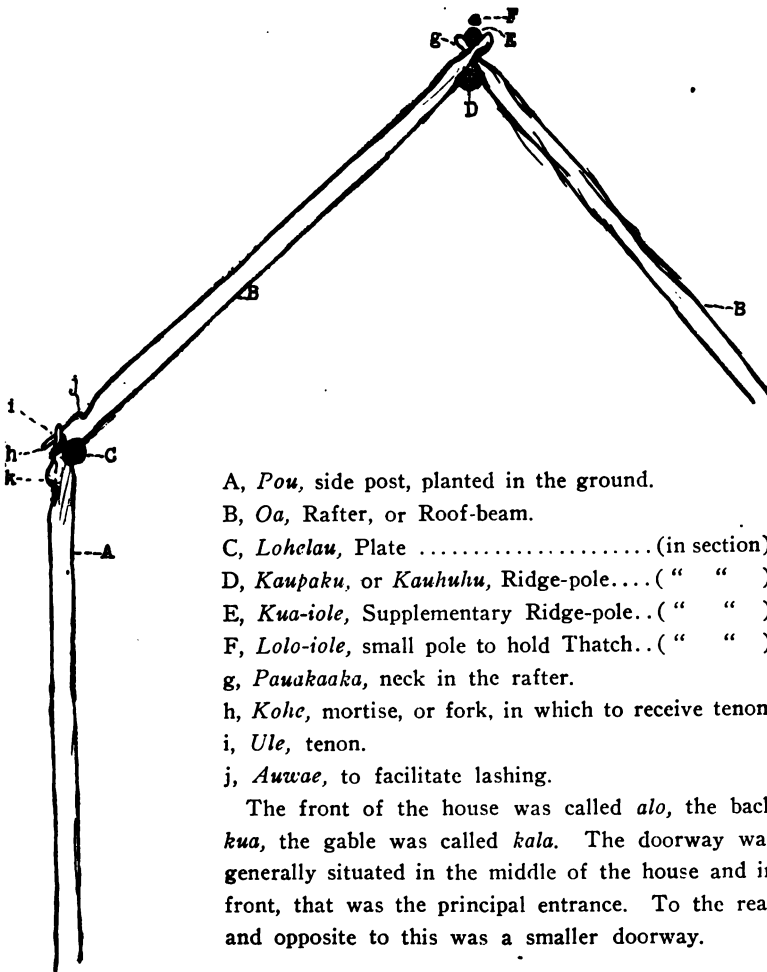 F
g
E
D
B
B
j
i
h
C
k
A
A, Pou, side post, planted in the ground.
B, Oa, Rafter, or Roof-beam.
C, Lohelau, Plate ......................(in section)
D, Kaupaku, or Kauhuhu, Ridge-pole....( “ “ )
E, Kua-iole, Supplementary Ridge-pole..( “ “ )
F, Lolo-iole, small pole to hold Thatch..( “ “ )
g, Pauakaaka, neck in the rafter.
h, Kohe, mortise, or fork, in which to receive tenon
i, Ule, tenon.
j, Auwae, to facilitate lashing.
The front of the house was called alo, the back
kua, the gable was called kala. The doorway wa
generally situated in the middle of the house and in
front, that was the principal entrance. To the rea
and opposite to this was a smaller doorway.